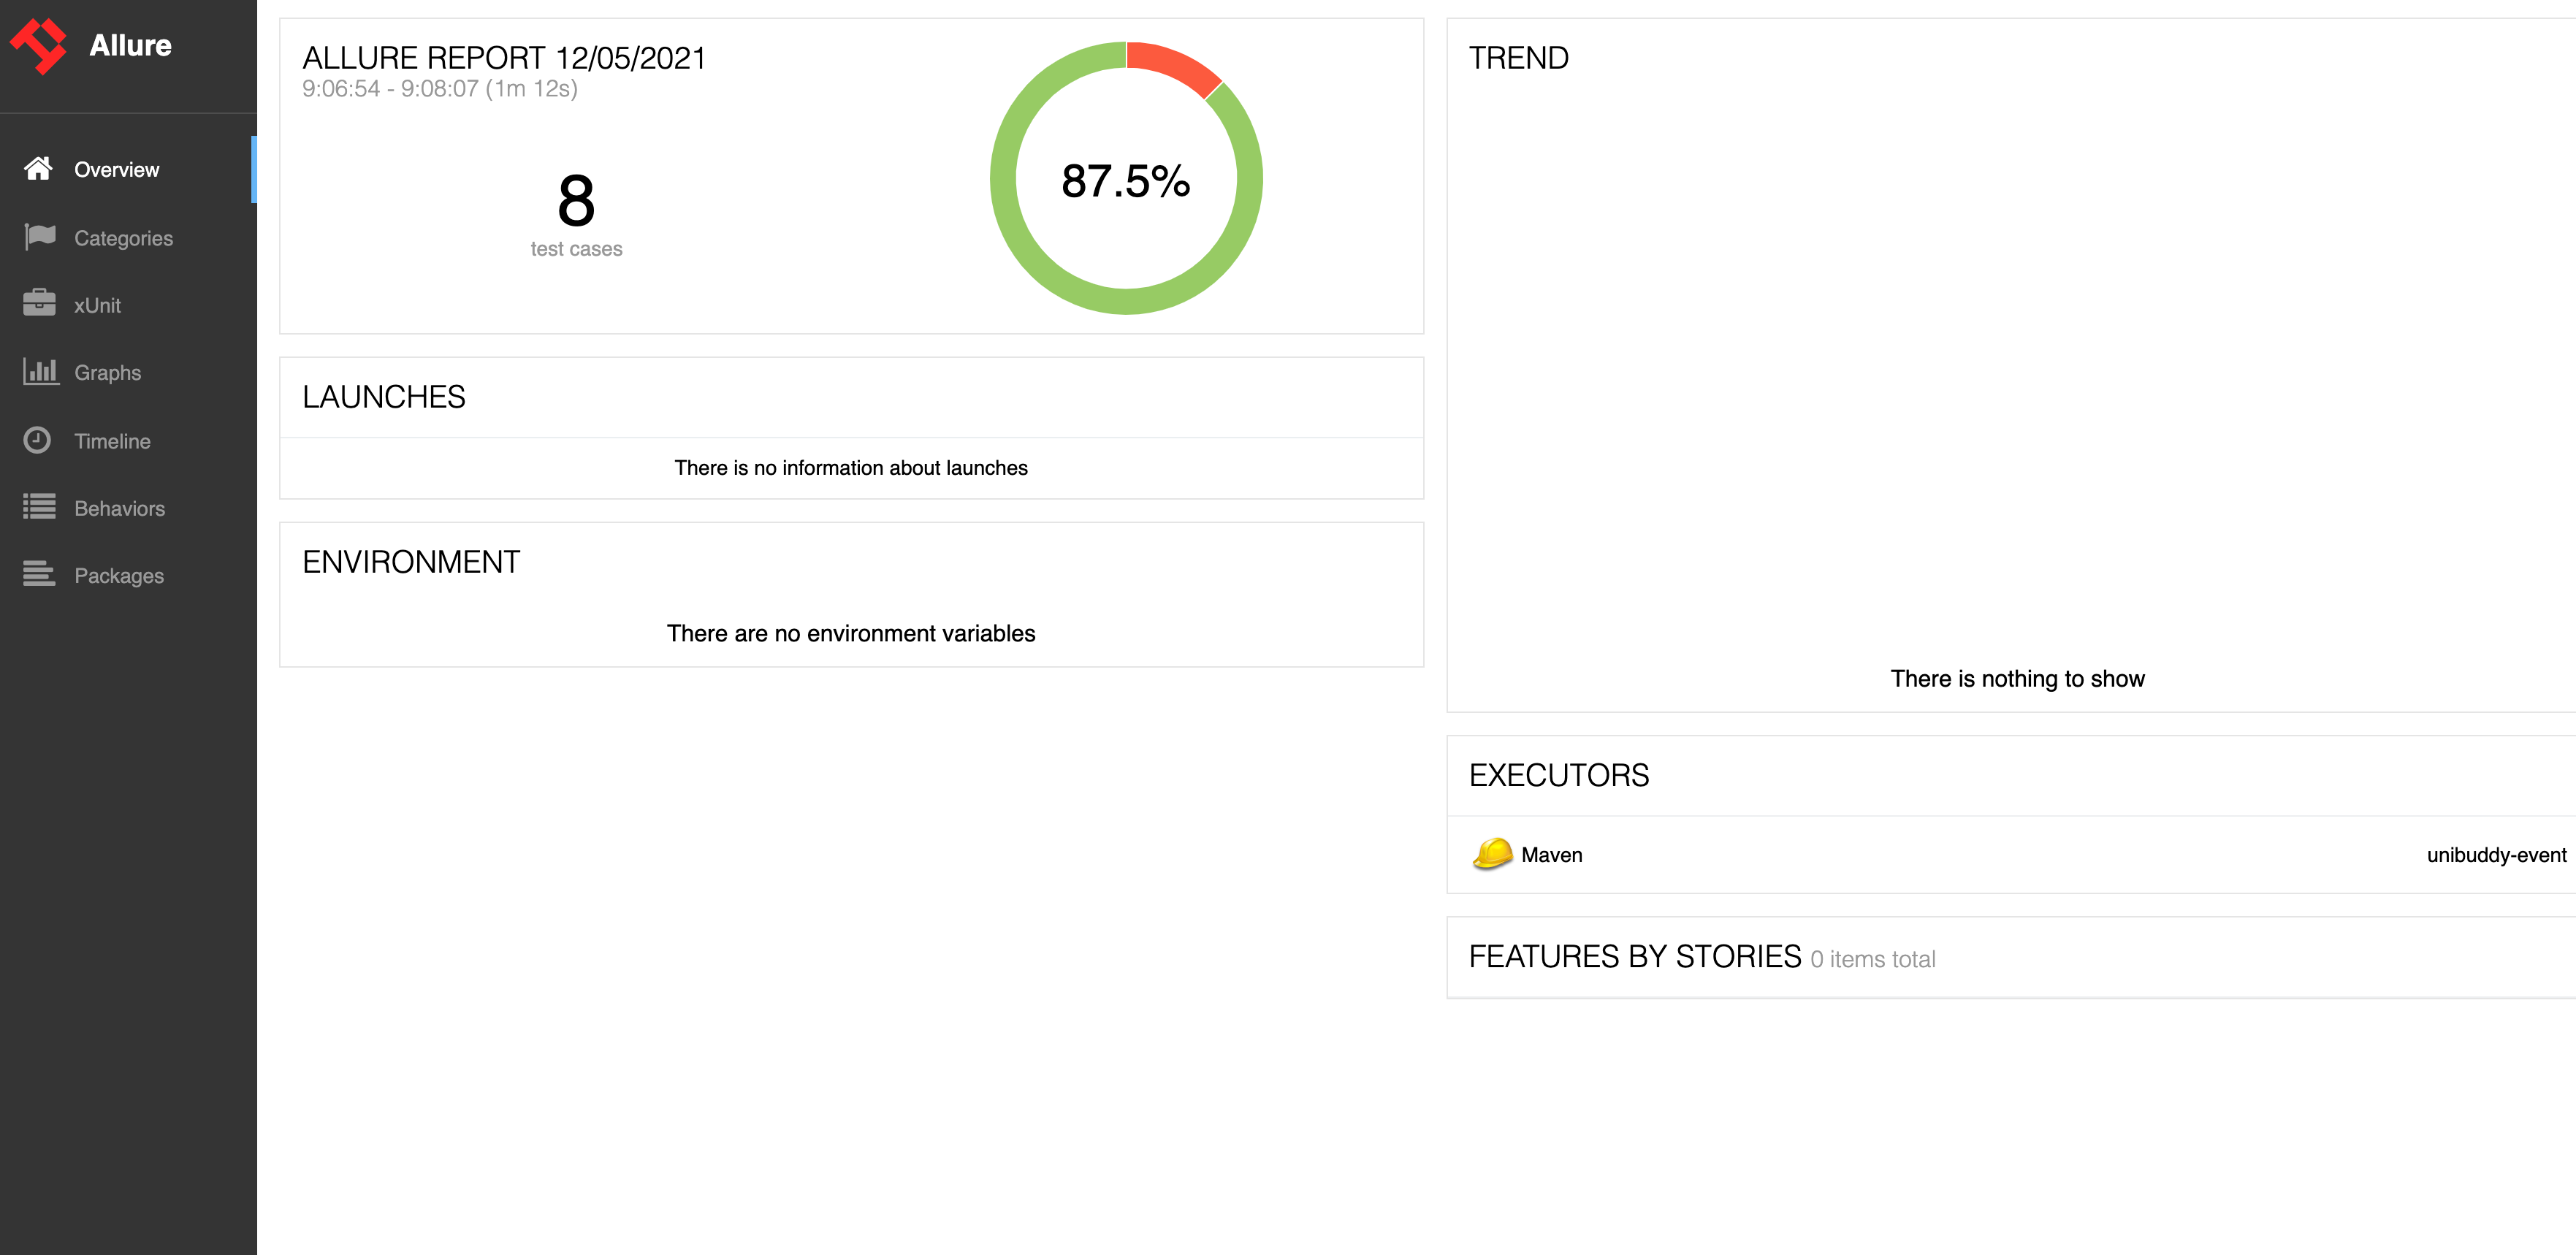 Allure
Overview
Categories
xUnit
Graphs
Timeline
Behaviors
Packages
ALLURE REPORT 12/05/2021
9:06:54 - 9:08:07 (1m 12s)
8
test cases
87.5%
LAUNCHES
There is no information about launches
ENVIRONMENT
There are no environment variables
TREND
There is nothing to show
EXECUTORS
Maven unibuddy-event
FEATURES BY STORIES 0 items total